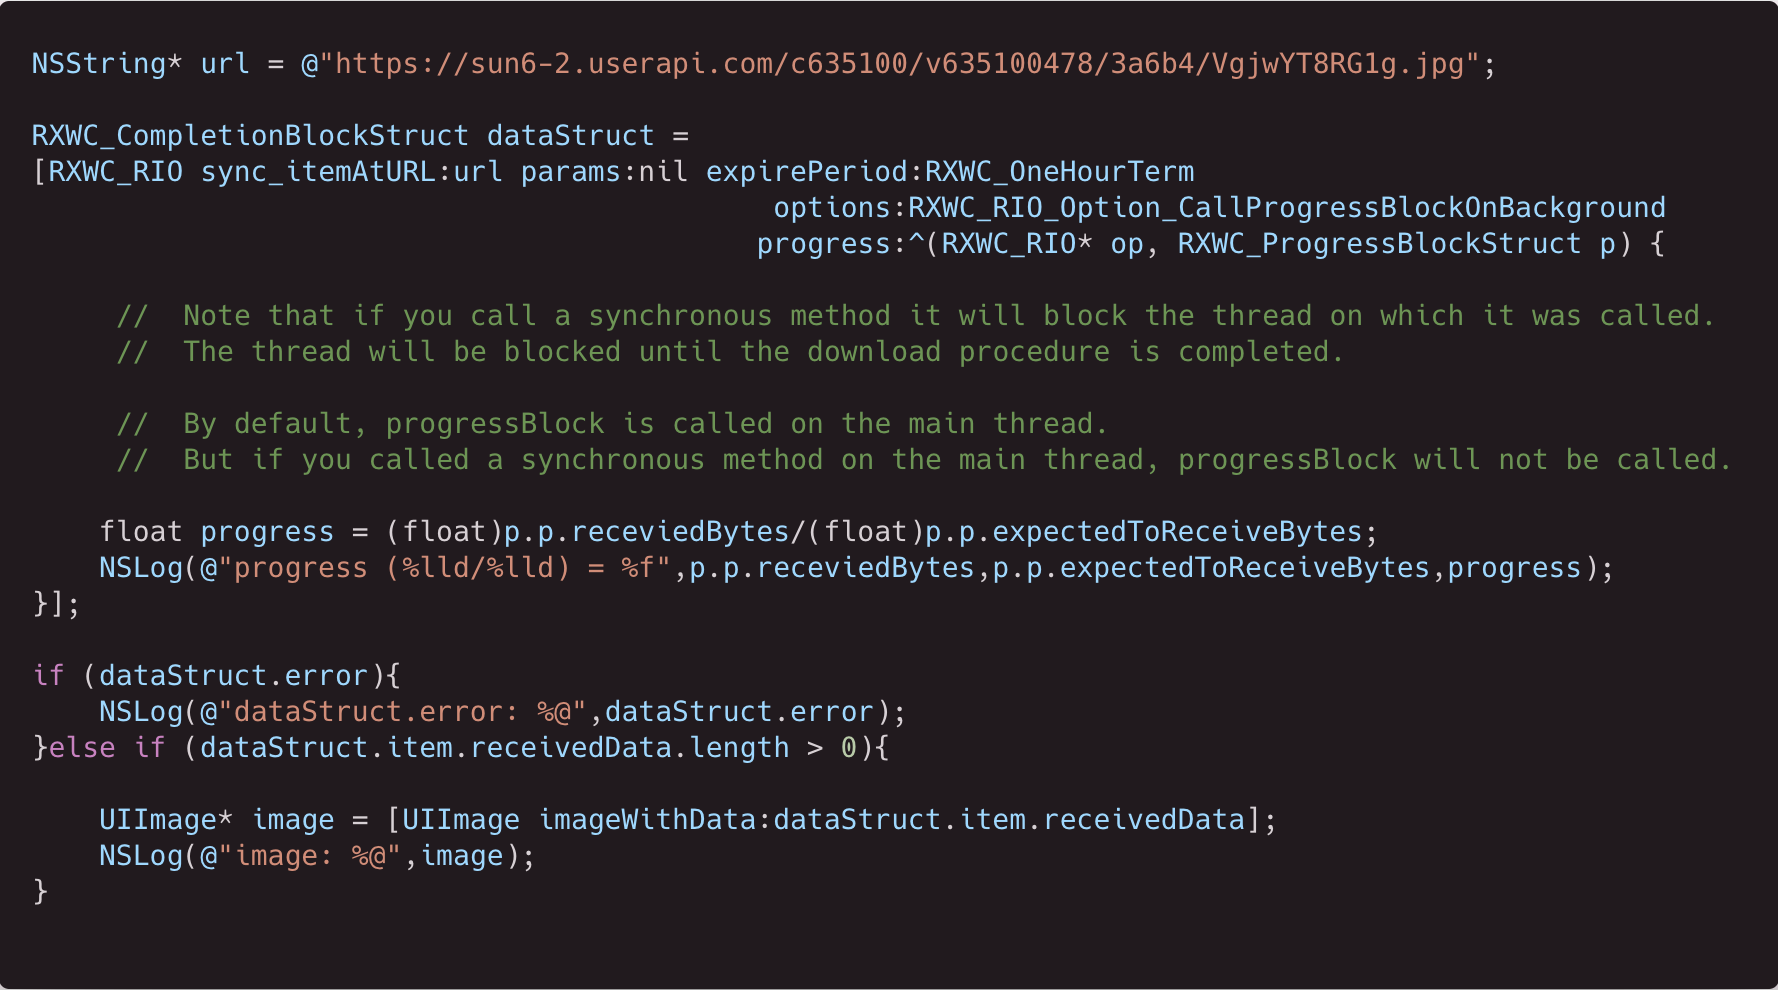 NSString* url = @"https://sun6-2.userapi.com/c635100/v635100478/3a6b4/VgjwYT8RG1g.jpg";
RXWC_CompletionBlockStruct dataStruct =
[RXWC_RIO sync_itemAtURL:url params:nil expirePeriod:RXWC_OneHourTerm
options:RXWC_RIO_Option_CallProgressBlockOnBackground
progress:^(RXWC_RIO* op, RXWC_ProgressBlockStruct p) {
//  Note that if you call a synchronous method it will block the thread on which it was called.
//  The thread will be blocked until the download procedure is completed.
//  By default, progressBlock is called on the main thread.
//  But if you called a synchronous method on the main thread, progressBlock will not be called.
float progress = (float)p.p.receviedBytes/(float)p.p.expectedToReceiveBytes;
NSLog(@"progress (%lld/%lld) = %f",p.p.receviedBytes,p.p.expectedToReceiveBytes,progress);
}];
if (dataStruct.error){
NSLog(@"dataStruct.error: %@",dataStruct.error);
}else if (dataStruct.item.receivedData.length > 0){
UIImage* image = [UIImage imageWithData:dataStruct.item.receivedData];
NSLog(@"image: %@",image);
}